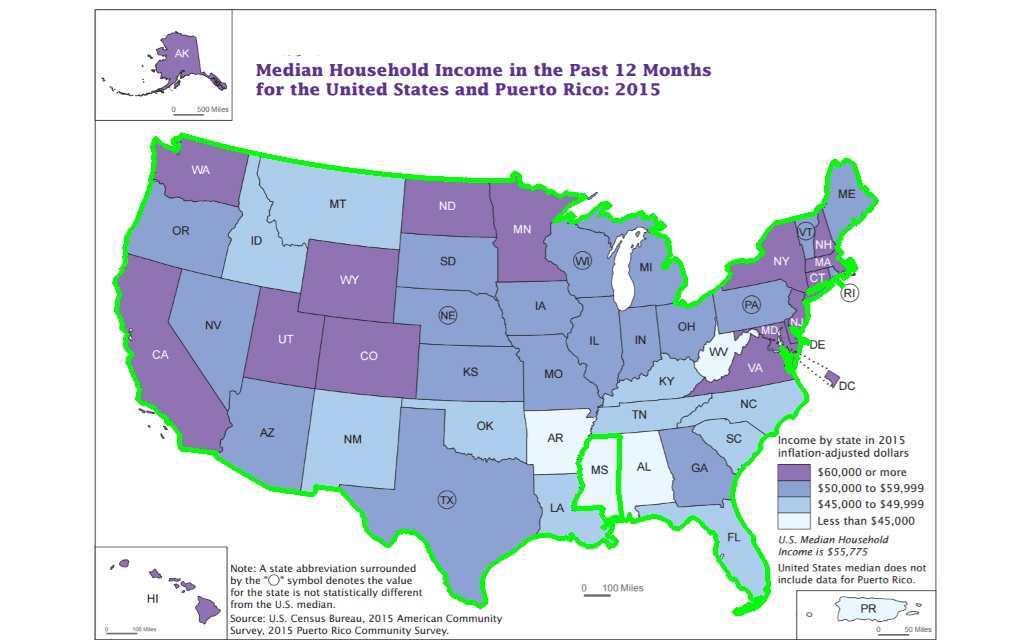 AK
0 500 Miles
Median Household Income in the Past 12 Months
for the United States and Puerto Rico: 2015
WA
MT
ND
MN
ME
OR
ID
WY
SD
WI
MI
NY
VT
NH
MA
CT
RI
NV
UT
CO
NE
IA
IL
IN
OH
PA
NJ
MD
DE
DC
CA
KS
MO
KY
WV
VA
AZ
NM
OK
AR
TN
NC
SC
TX
LA
MS
AL
GA
FL
Income by state in 2015
inflation-adjusted dollars
$60,000 or more
$50,000 to $59,999
$45,000 to $49,999
Less than $45,000
U.S. Median Household
Income is $55,775
United States median does not
include data for Puerto Rico.
HI
0 100 Miles
Note: A state abbreviation surrounded
by the "○" symbol denotes the value
for the state is not statistically different
from the U.S. median.
Source: U.S. Census Bureau, 2015 American Community
Survey, 2015 Puerto Rico Community Survey.
0 100 Miles
PR
0 50 Miles